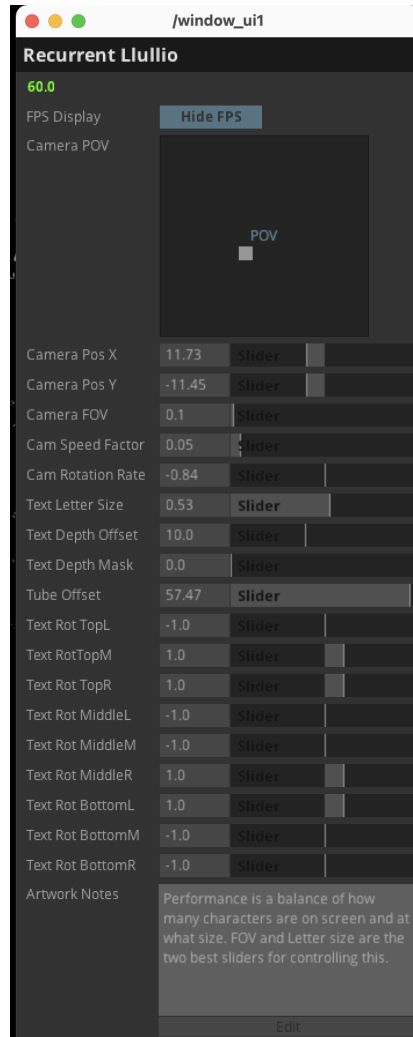 /window_ui1
Recurrent Llullio
60.0
FPS Display Hide FPS
Camera POV
POV
Camera Pos X 11.73 Slider
Camera Pos Y -11.45 Slider
Camera FOV 0.1 Slider
Cam Speed Factor 0.05 Slider
Cam Rotation Rate -0.84 Slider
Text Letter Size 0.53 Slider
Text Depth Offset 10.0 Slider
Text Depth Mask 0.0 Slider
Tube Offset 57.47 Slider
Text Rot TopL -1.0 Slider
Text RotTopM 1.0 Slider
Text Rot TopR 1.0 Slider
Text Rot MiddleL -1.0 Slider
Text Rot MiddleM -1.0 Slider
Text Rot MiddleR 1.0 Slider
Text Rot BottomL 1.0 Slider
Text Rot BottomM -1.0 Slider
Text Rot BottomR -1.0 Slider
Artwork Notes
Performance is a balance of how
many characters are on screen and at
what size. FOV and Letter size are the
two best sliders for controlling this.
Edit